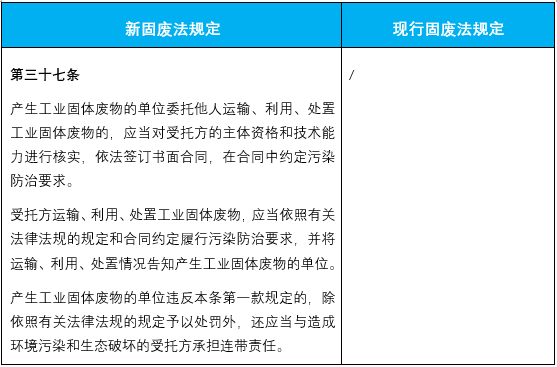 新固废法规定
现行固废法规定
第三十七条
/
产生工业固体废物的单位委托他人运输、利用、处置
工业固体废物的，应当对受托方的主体资格和技术能
力进行核实，依法签订书面合同，在合同中约定污染
防治要求。
受托方运输、利用、处置工业固体废物，应当依照有关
法律法规的规定和合同约定履行污染防治要求，并将
运输、利用、处置情况告知产生工业固体废物的单位。
产生工业固体废物的单位违反本条第一款规定的，除
依照有关法律法规的规定予以处罚外，还应当与造成
环境污染和生态破坏的受托方承担连带责任。